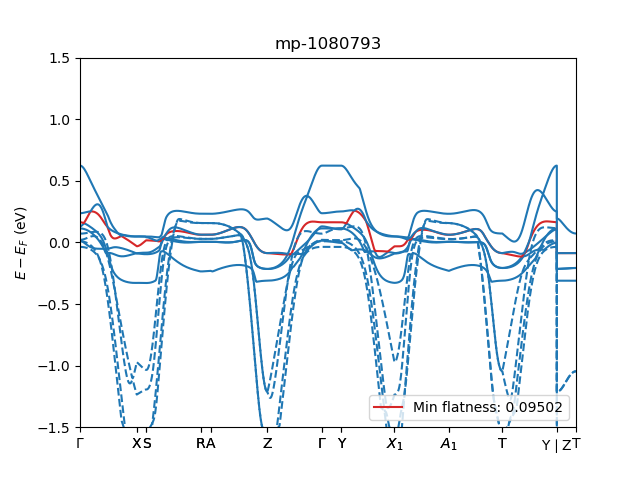 mp-1080793
E − E_F (eV)
1.5
1.0
0.5
0.0
−0.5
−1.0
−1.5
Min flatness: 0.09502
Γ X S R A Z Γ Y X₁ A₁ T Y | Z T